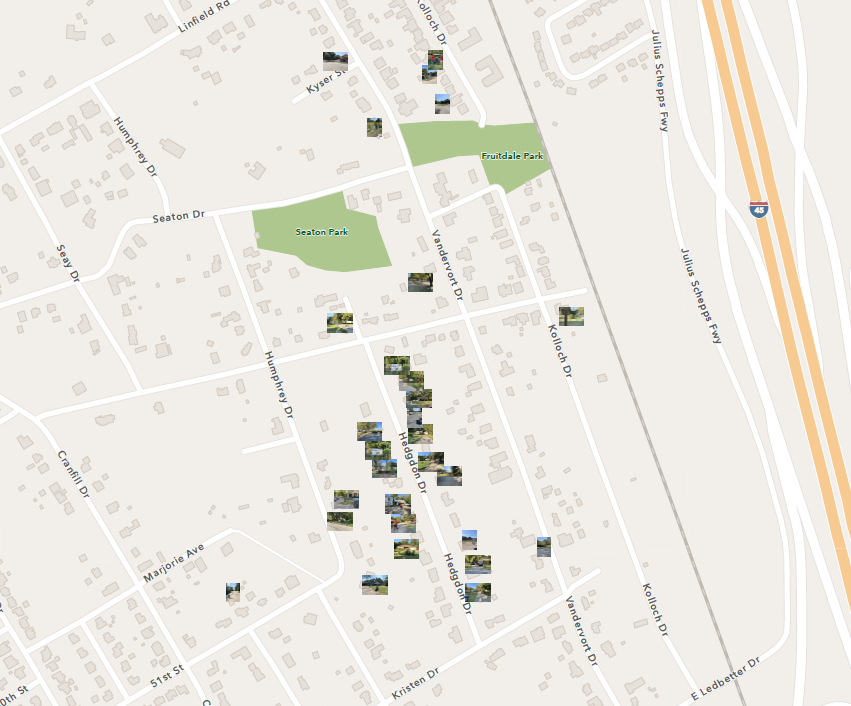 Linfield Rd
Kolloch Dr
Julius Schepps Fwy
Kyser St
Humphrey Dr
Fruitdale Park
Seaton Dr
45
Seaton Park
Vandervort Dr
Seay Dr
Julius Schepps Fwy
Kolloch Dr
Humphrey Dr
Hedgdon Dr
Cranfill Dr
Marjorie Ave
Hedgdon Dr
Vandervort Dr
Kolloch Dr
51st St
Kristen Dr
E Ledbetter Dr
0th St
C